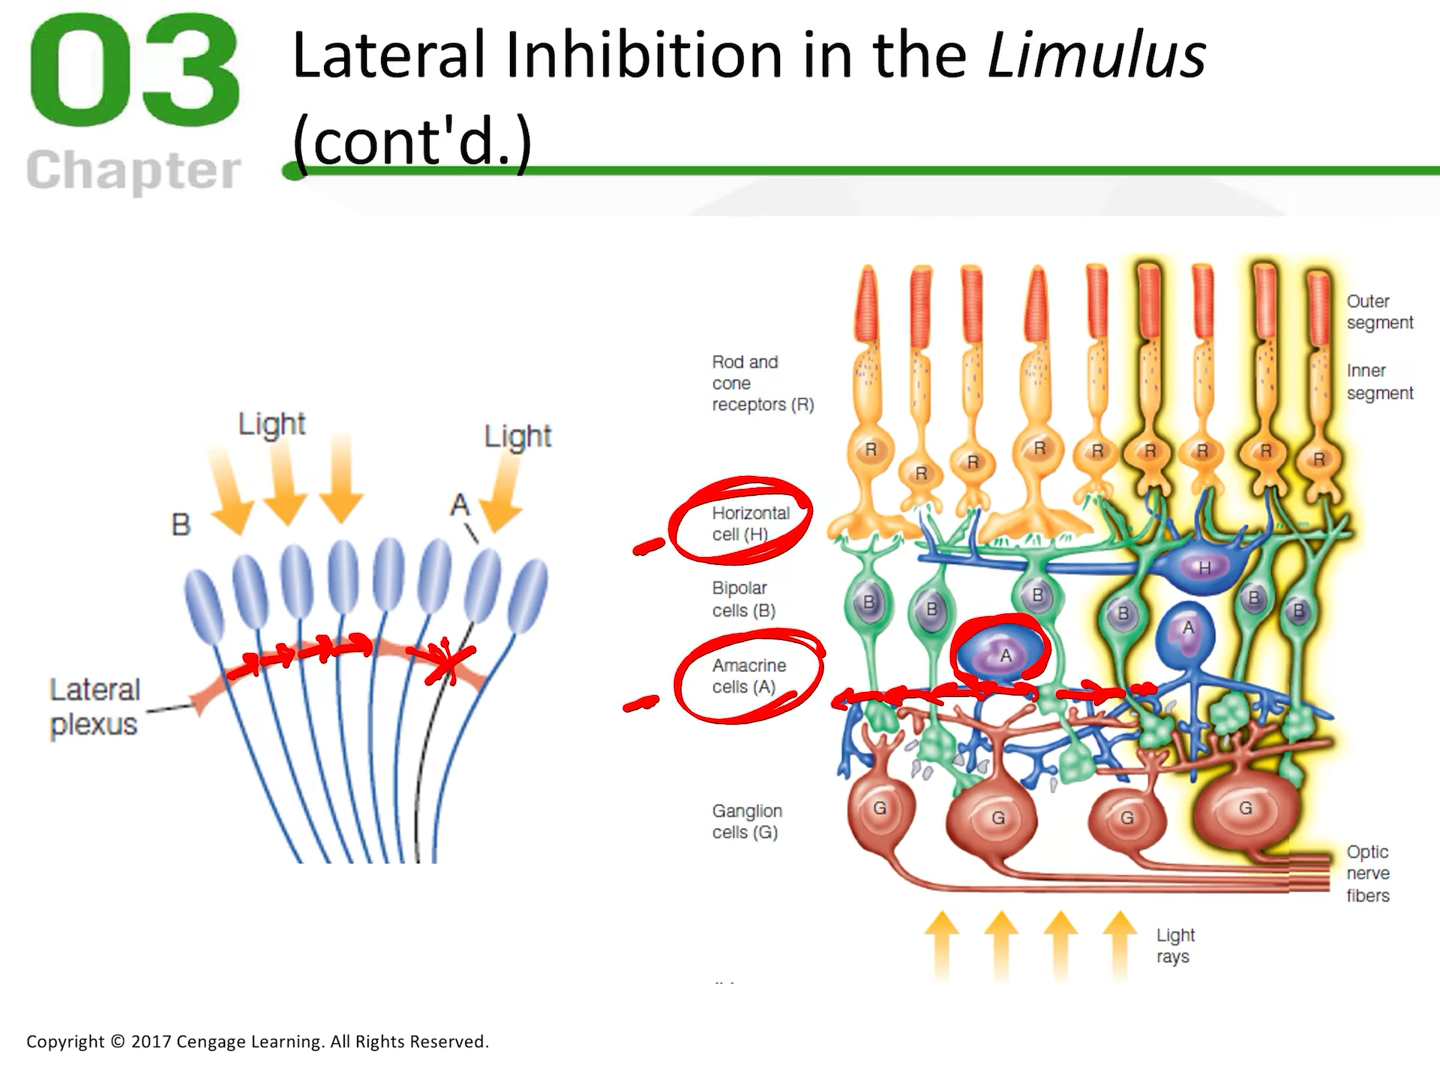 03
Chapter
Lateral Inhibition in the Limulus
(cont'd.)
Light
Light
B
A
Lateral
plexus
Outer
segment
Rod and
cone
receptors (R)
Inner
segment
R
R
R
R
R
R
R
R
R
Horizontal
cell (H)
H
Bipolar
cells (B)
B
B
B
B
B
B
Amacrine
cells (A)
A
A
Ganglion
cells (G)
G
G
G
G
Optic
nerve
fibers
Light
rays
Copyright © 2017 Cengage Learning. All Rights Reserved.